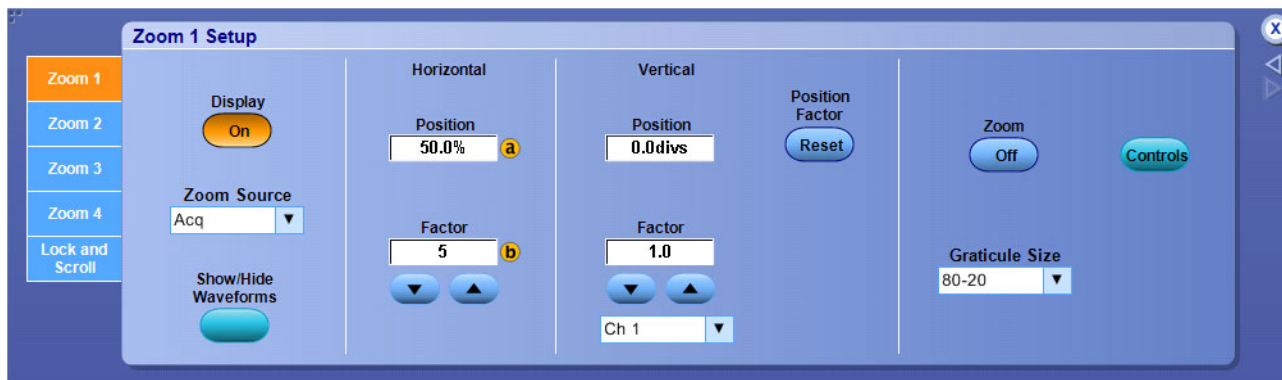 Zoom 1 Setup
X
Zoom 1
Zoom 2
Zoom 3
Zoom 4
Lock and
Scroll
Display
On
Zoom Source
Acq
Show/Hide
Waveforms
Horizontal
Position
50.0%
a
Factor
5
b
Vertical
Position
0.0divs
Factor
1.0
Ch 1
Position
Factor
Reset
Zoom
Off
Graticule Size
80-20
Controls